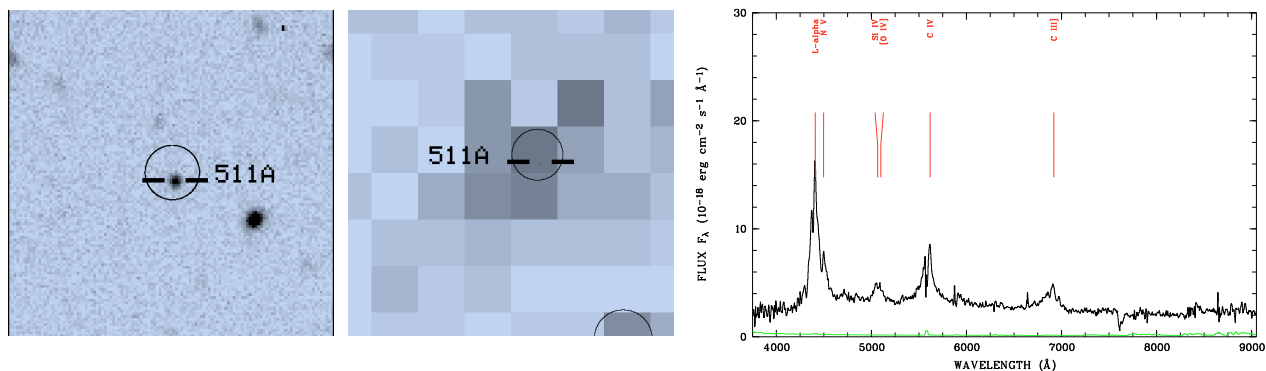 511A
511A
FLUX Fλ (10⁻¹⁸ erg cm⁻² s⁻¹ Å⁻¹)
30
20
10
0
L-alpha
N V
SI IV
[O IV]
C IV
C III]
4000 5000 6000 7000 8000 9000
WAVELENGTH (Å)